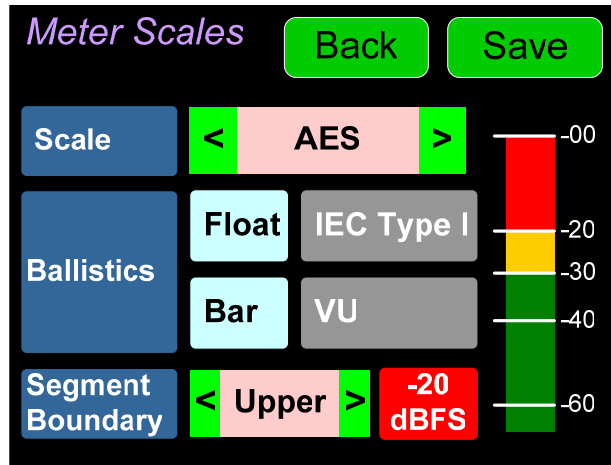 Meter Scales
Back
Save
Scale
<
AES
>
Ballistics
Float
IEC Type I
Bar
VU
Segment
Boundary
<
Upper
>
-20
dBFS
-00
-20
-30
-40
-60